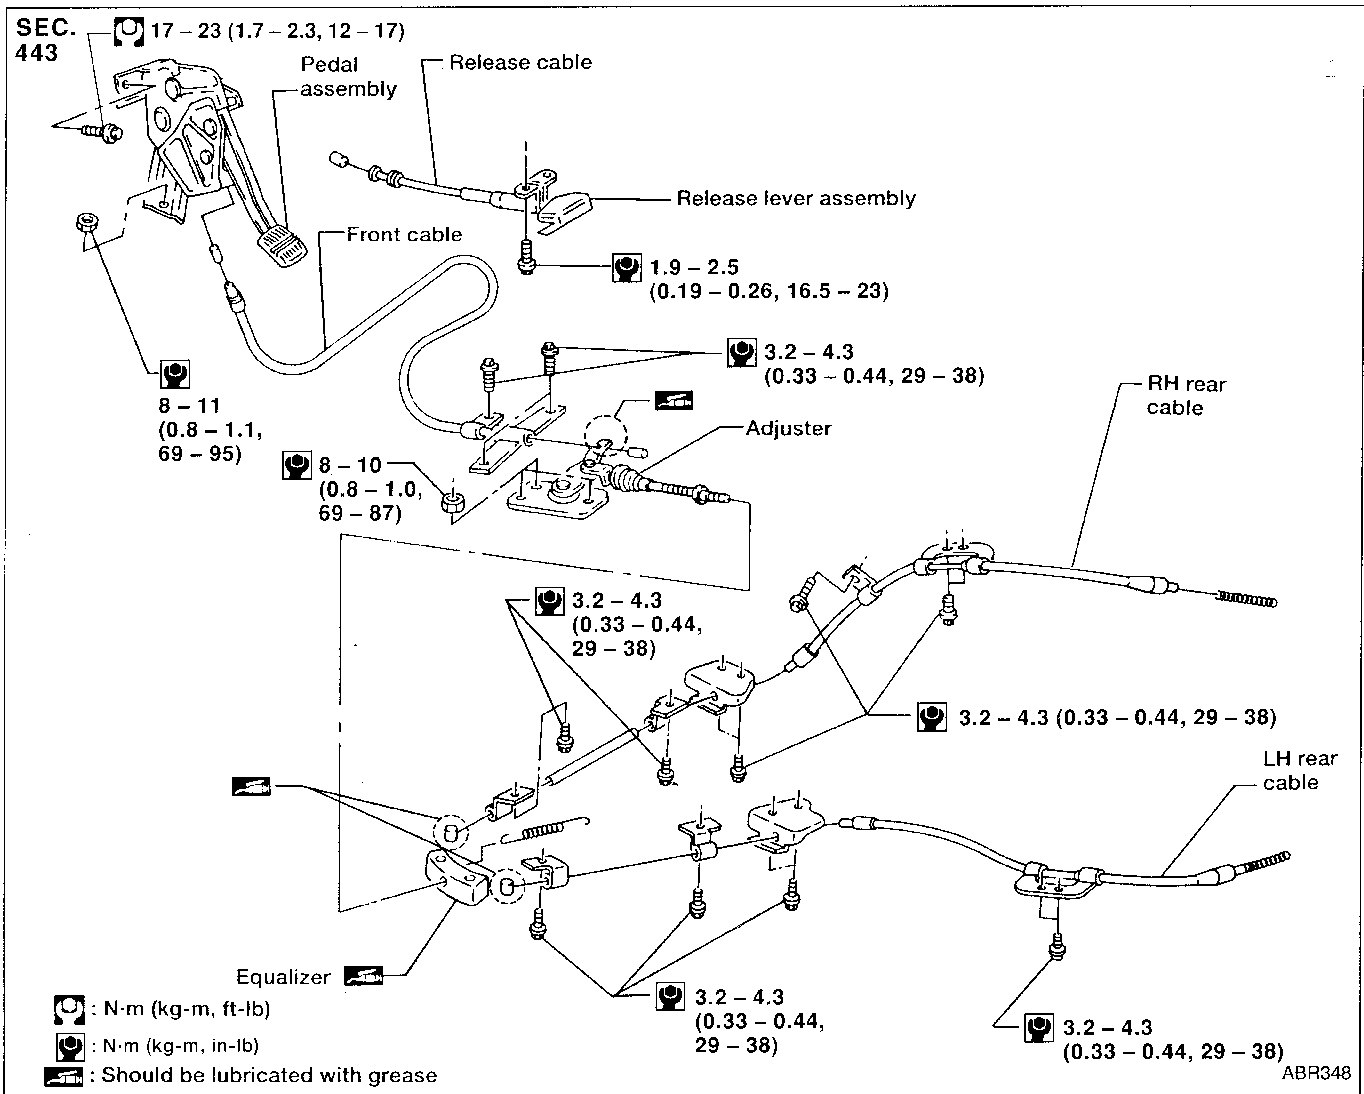 SEC.
443
17 – 23 (1.7 – 2.3, 12 – 17)
Pedal
assembly
Release cable
Release lever assembly
Front cable
1.9 – 2.5
(0.19 – 0.26, 16.5 – 23)
3.2 – 4.3
(0.33 – 0.44, 29 – 38)
8 – 11
(0.8 – 1.1,
69 – 95)
RH rear
cable
Adjuster
8 – 10
(0.8 – 1.0,
69 – 87)
3.2 – 4.3
(0.33 – 0.44,
29 – 38)
3.2 – 4.3 (0.33 – 0.44, 29 – 38)
LH rear
cable
Equalizer
3.2 – 4.3
(0.33 – 0.44,
29 – 38)
3.2 – 4.3
(0.33 – 0.44, 29 – 38)
: N·m (kg-m, ft-lb)
: N·m (kg-m, in-lb)
: Should be lubricated with grease
ABR348